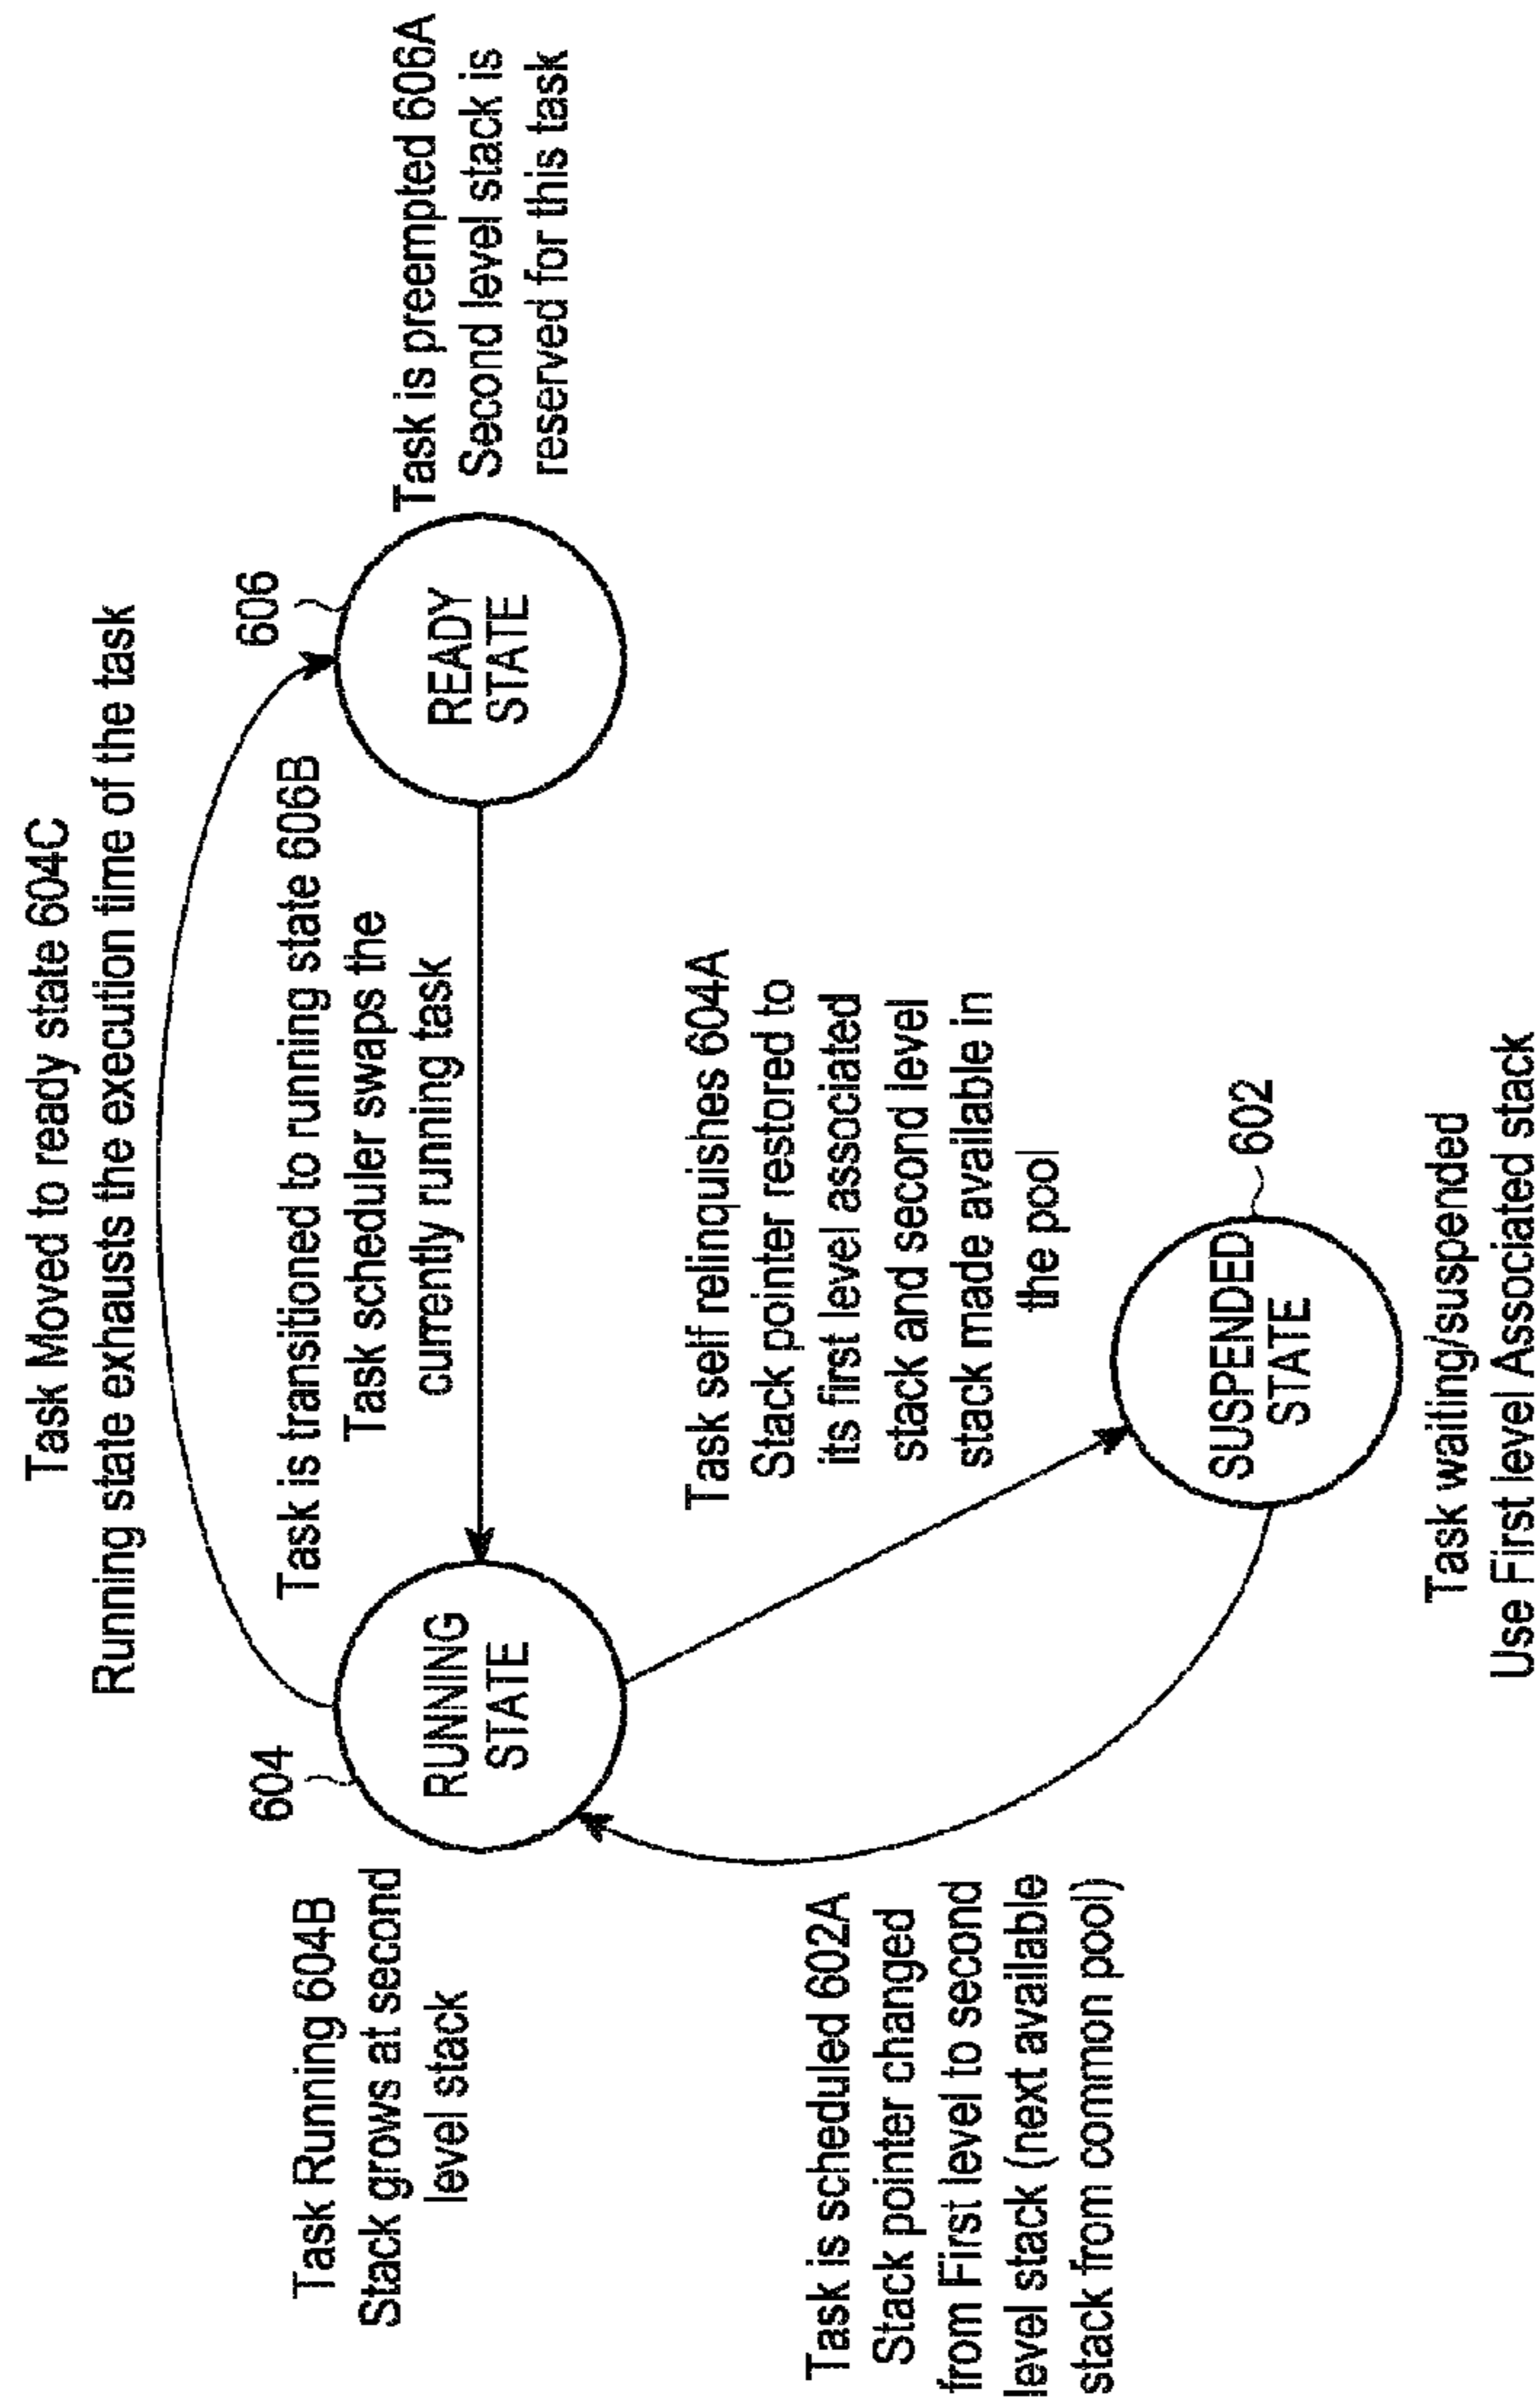 Task Moved to ready state 604C
Running state exhausts the execution time of the task
604
606
Task Running 604B
Stack grows at second
level stack
RUNNING
STATE
Task is transitioned to running state 606B
Task scheduler swaps the
currently running task
READY
STATE
Task is preempted 606A
Second level stack is
reserved for this task
Task is scheduled 602A
Stack pointer changed
from First level to second
level stack (next available
stack from common pool)
Task self relinquishes 604A
Stack pointer restored to
its first level associated
stack and second level
stack made available in
the pool
SUSPENDED
STATE
602
Task waiting/suspended
Use First level Associated stack